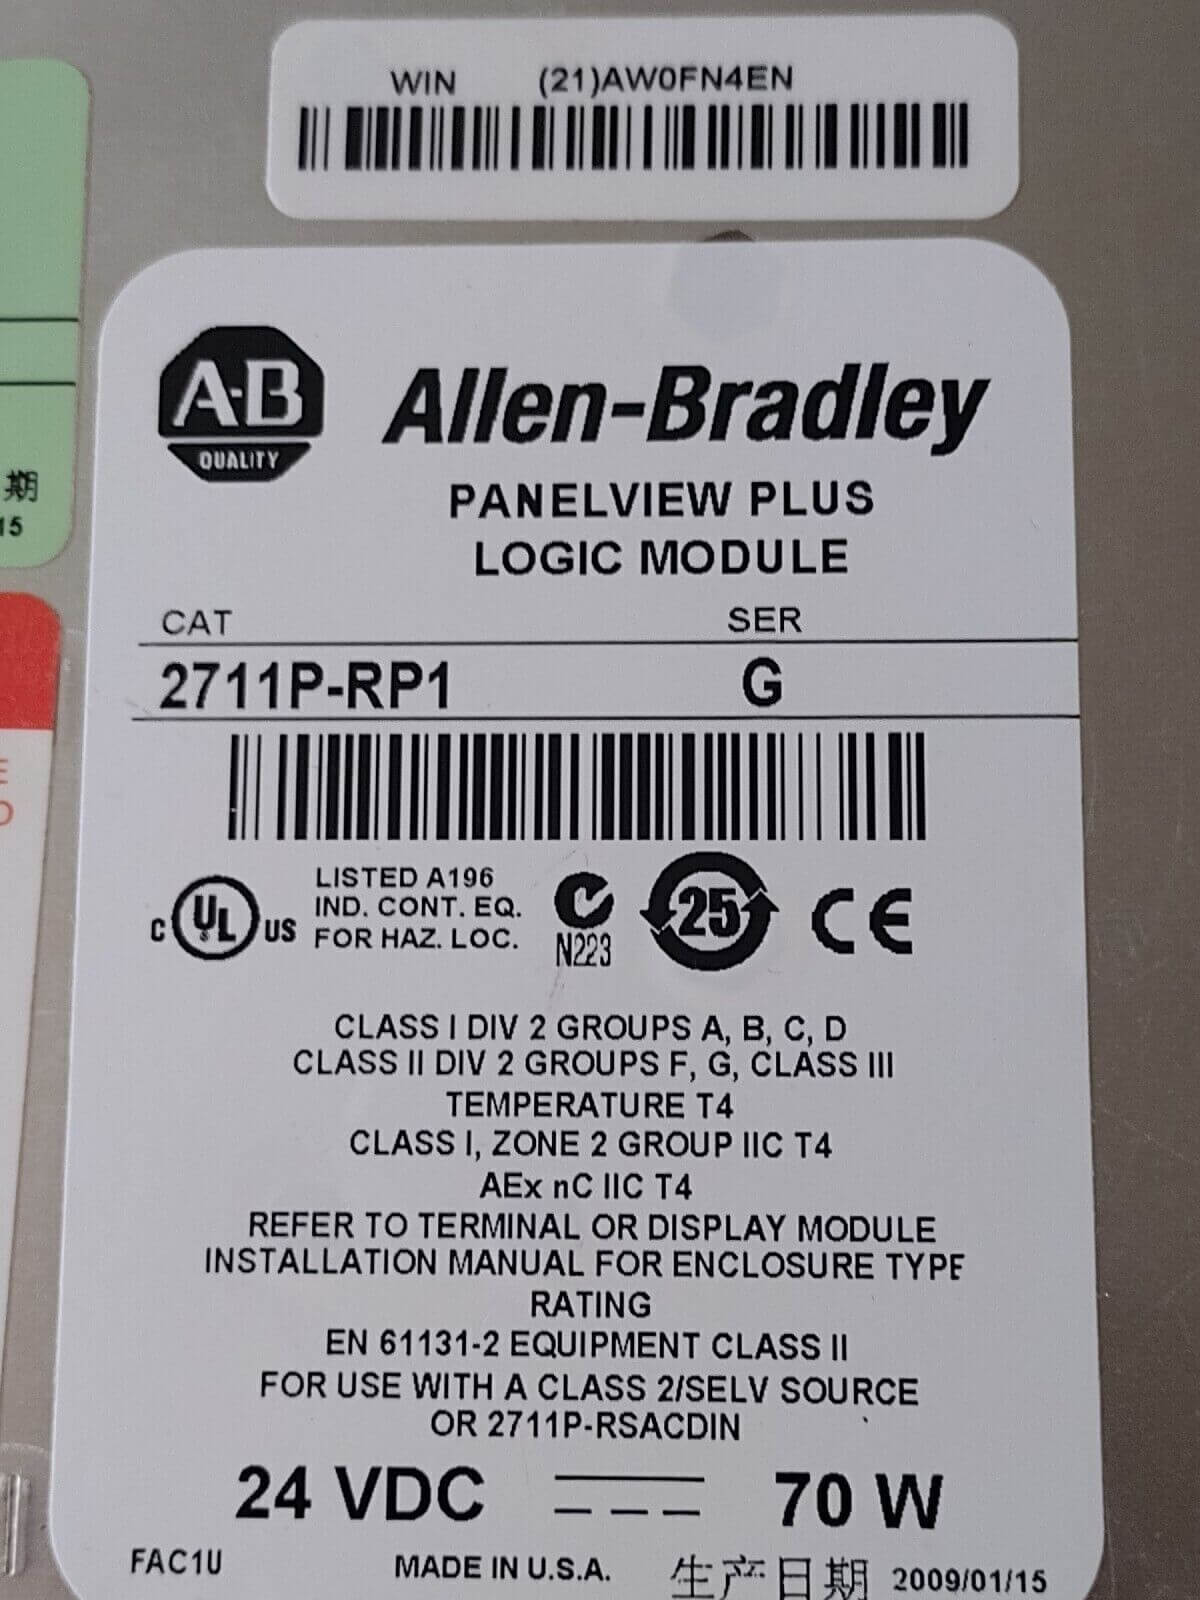 WIN (21)AW0FN4EN
A-B
QUALITY
Allen-Bradley
PANELVIEW PLUS
LOGIC MODULE
CAT SER
2711P-RP1 G
C UL US
LISTED A196
IND. CONT. EQ.
FOR HAZ. LOC.
N223
25
CE
CLASS I DIV 2 GROUPS A, B, C, D
CLASS II DIV 2 GROUPS F, G, CLASS III
TEMPERATURE T4
CLASS I, ZONE 2 GROUP IIC T4
AEx nC IIC T4
REFER TO TERMINAL OR DISPLAY MODULE
INSTALLATION MANUAL FOR ENCLOSURE TYPE
RATING
EN 61131-2 EQUIPMENT CLASS II
FOR USE WITH A CLASS 2/SELV SOURCE
OR 2711P-RSACDIN
24 VDC 70 W
FAC1U MADE IN U.S.A. 生产日期 2009/01/15
期
15